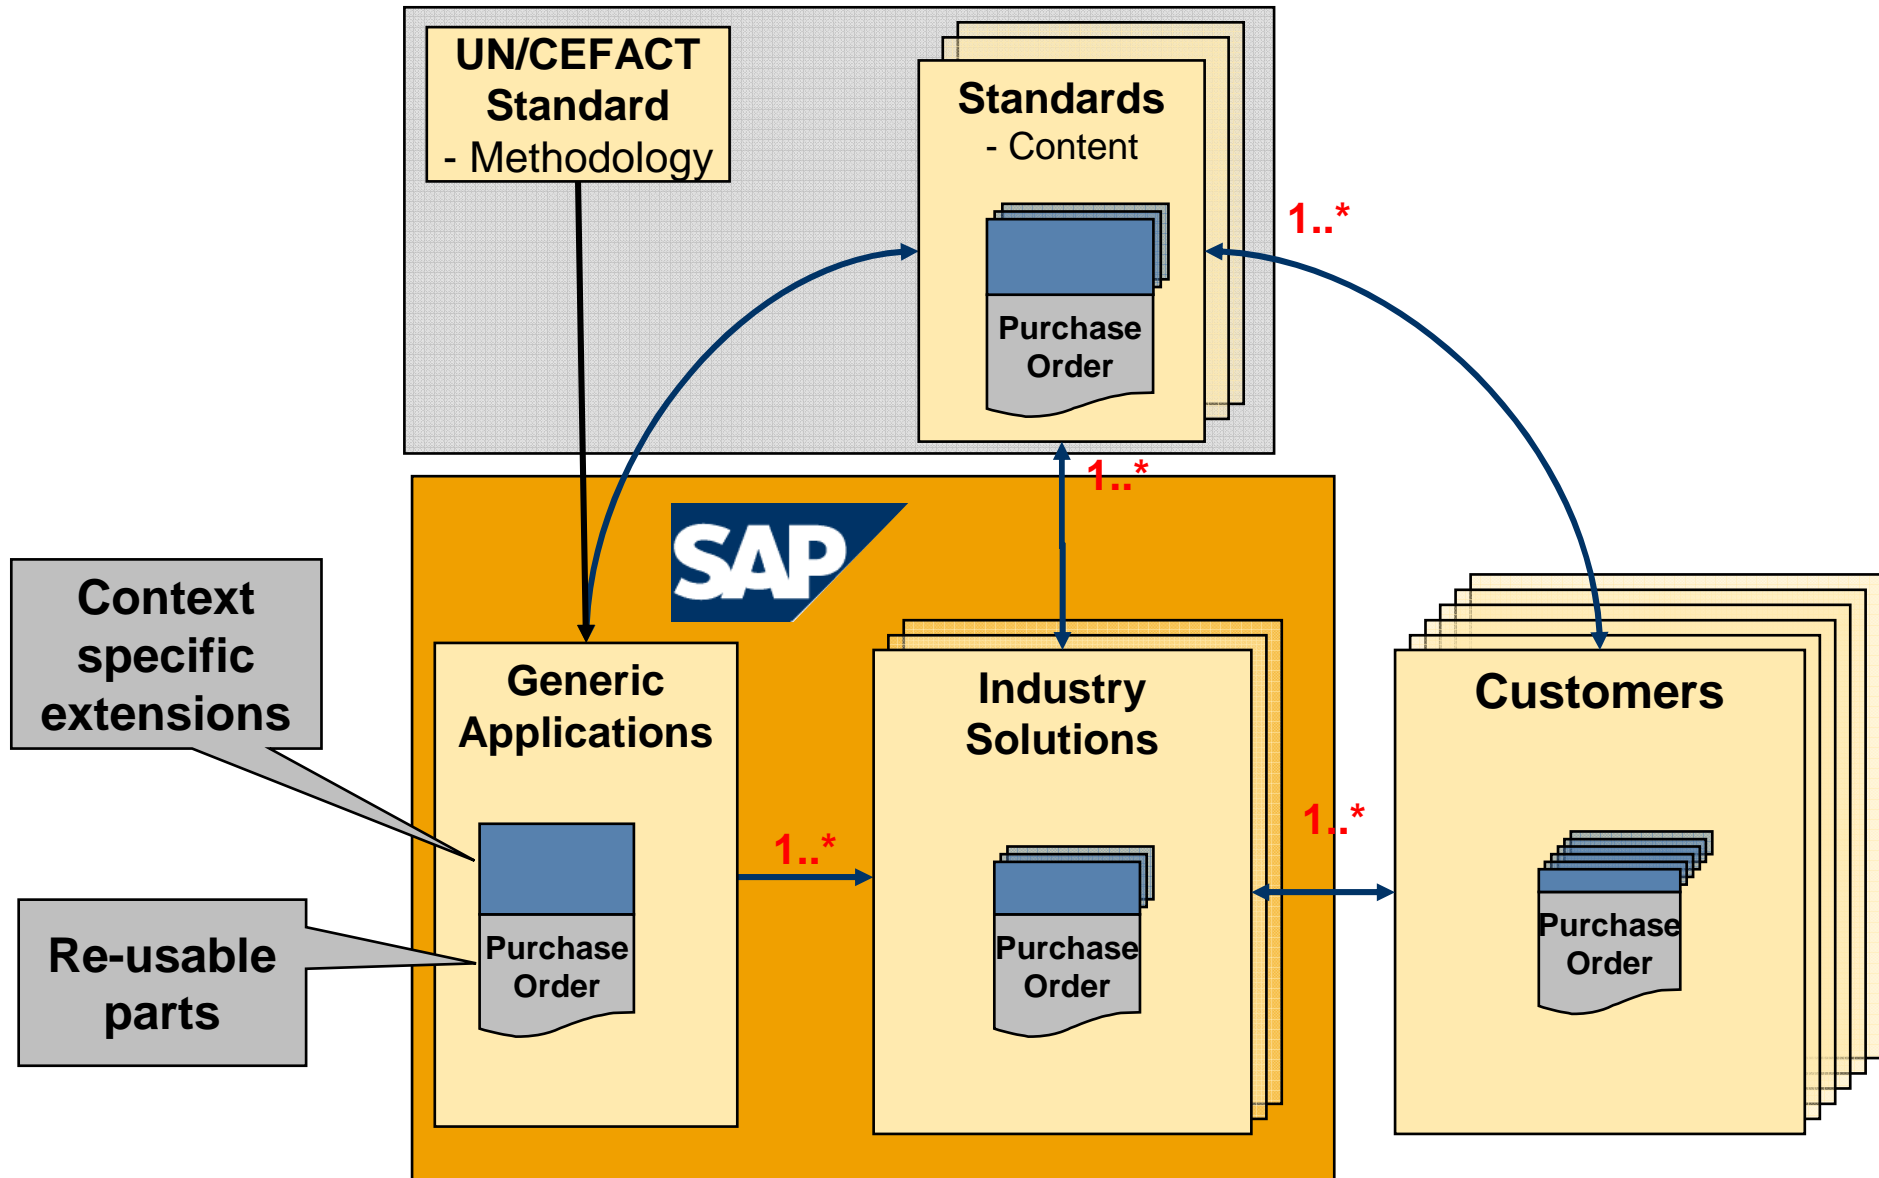 UN/CEFACT
Standard
- Methodology
Standards
- Content
Purchase
Order
1..*
1..*
SAP
Context
specific
extensions
Re-usable
parts
Generic
Applications
Purchase
Order
1..*
Industry
Solutions
Purchase
Order
1..*
Customers
Purchase
Order